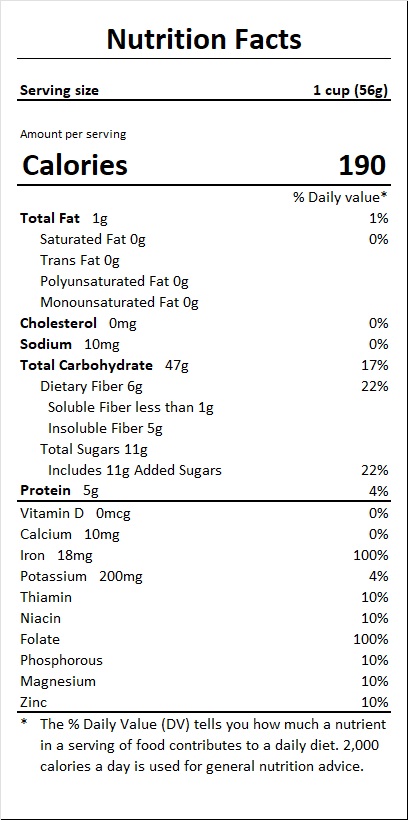 Nutrition Facts
Serving size 1 cup (56g)
Amount per serving
Calories 190
% Daily value*
Total Fat 1g 1%
Saturated Fat 0g 0%
Trans Fat 0g
Polyunsaturated Fat 0g
Monounsaturated Fat 0g
Cholesterol 0mg 0%
Sodium 10mg 0%
Total Carbohydrate 47g 17%
Dietary Fiber 6g 22%
Soluble Fiber less than 1g
Insoluble Fiber 5g
Total Sugars 11g
Includes 11g Added Sugars 22%
Protein 5g 4%
Vitamin D 0mcg 0%
Calcium 10mg 0%
Iron 18mg 100%
Potassium 200mg 4%
Thiamin 10%
Niacin 10%
Folate 100%
Phosphorous 10%
Magnesium 10%
Zinc 10%
* The % Daily Value (DV) tells you how much a nutrient
in a serving of food contributes to a daily diet. 2,000
calories a day is used for general nutrition advice.